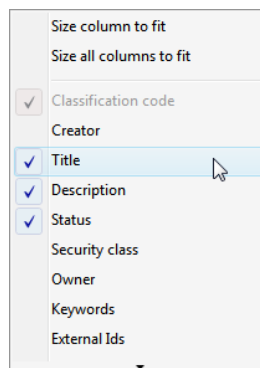 Size column to fit
Size all columns to fit
Classification code
Creator
Title
Description
Status
Security class
Owner
Keywords
External Ids